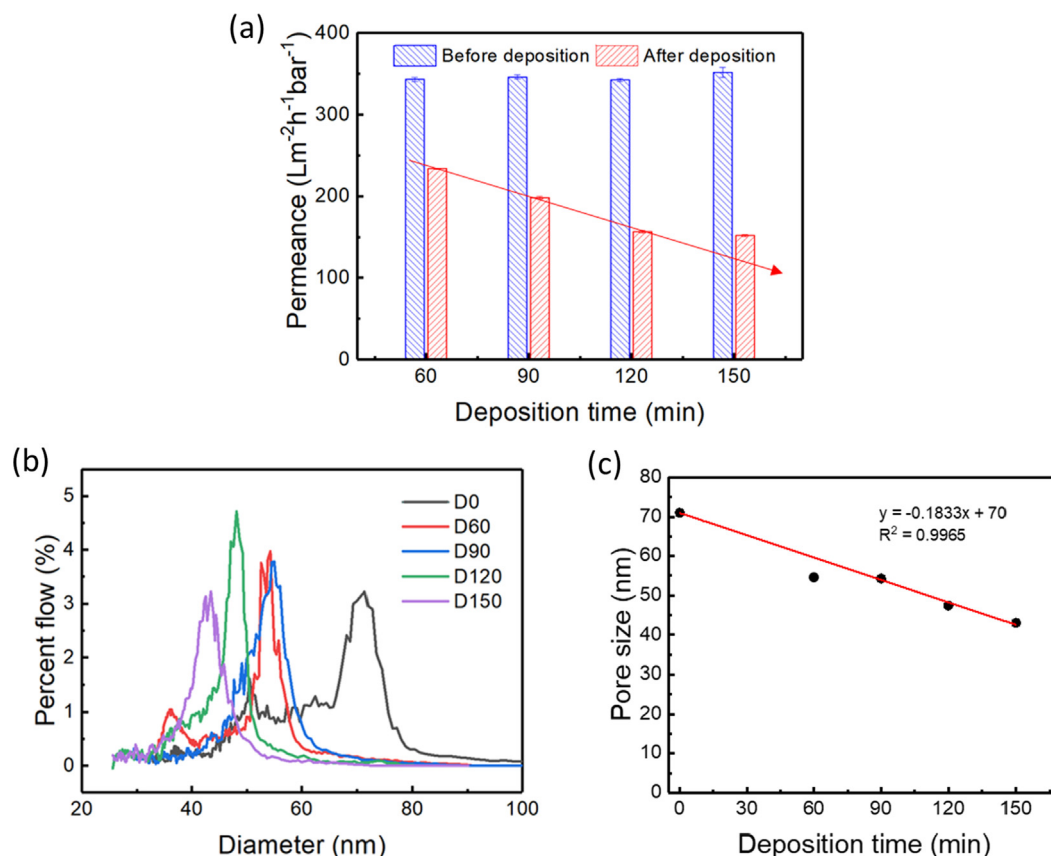 (a)
400
300
200
100
0
Permeance (Lm⁻²h⁻¹bar⁻¹)
Before deposition
After deposition
60 90 120 150
Deposition time (min)
(b)
5
4
3
2
1
0
Percent flow (%)
D0
D60
D90
D120
D150
20 40 60 80 100
Diameter (nm)
(c)
80
70
60
50
40
30
20
10
0
Pore size (nm)
y = -0.1833x + 70
R² = 0.9965
0 60 90 120 150
Deposition time (min)